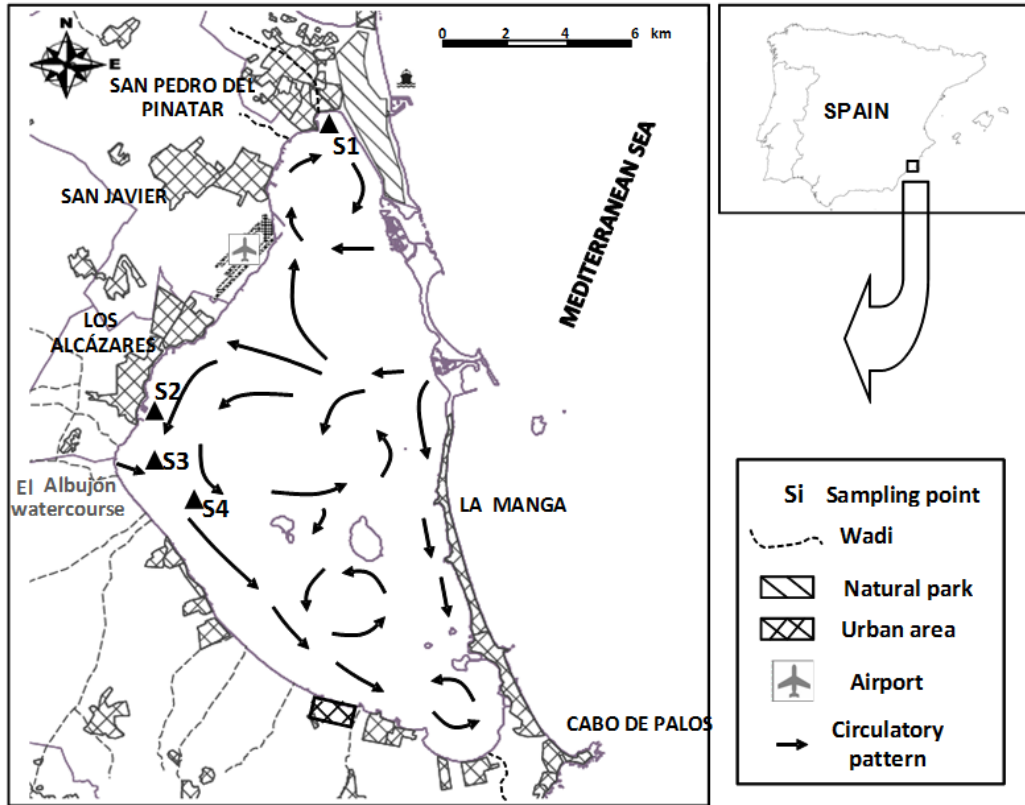 N
E
0 2 4 6 km
SAN PEDRO DEL
PINATAR
S1
SAN JAVIER
MEDITERRANEAN SEA
LOS
ALCÁZARES
S2
S3
El Albujón
watercourse
S4
LA MANGA
CABO DE PALOS
SPAIN
Si Sampling point
Wadi
Natural park
Urban area
Airport
Circulatory
pattern